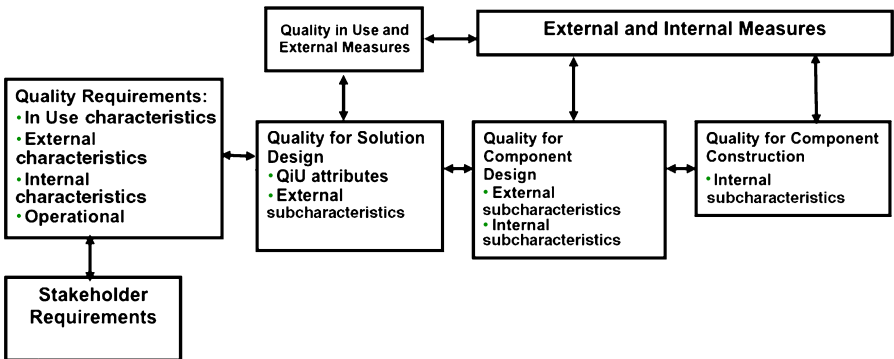 Quality in Use and
External Measures
External and Internal Measures
Quality Requirements:
• In Use characteristics
• External
characteristics
• Internal
characteristics
• Operational
Quality for Solution
Design
• QiU attributes
• External
subcharacteristics
Quality for
Component
Design
• External
subcharacteristics
• Internal
subcharacteristics
Quality for Component
Construction
• Internal
subcharacteristics
Stakeholder
Requirements